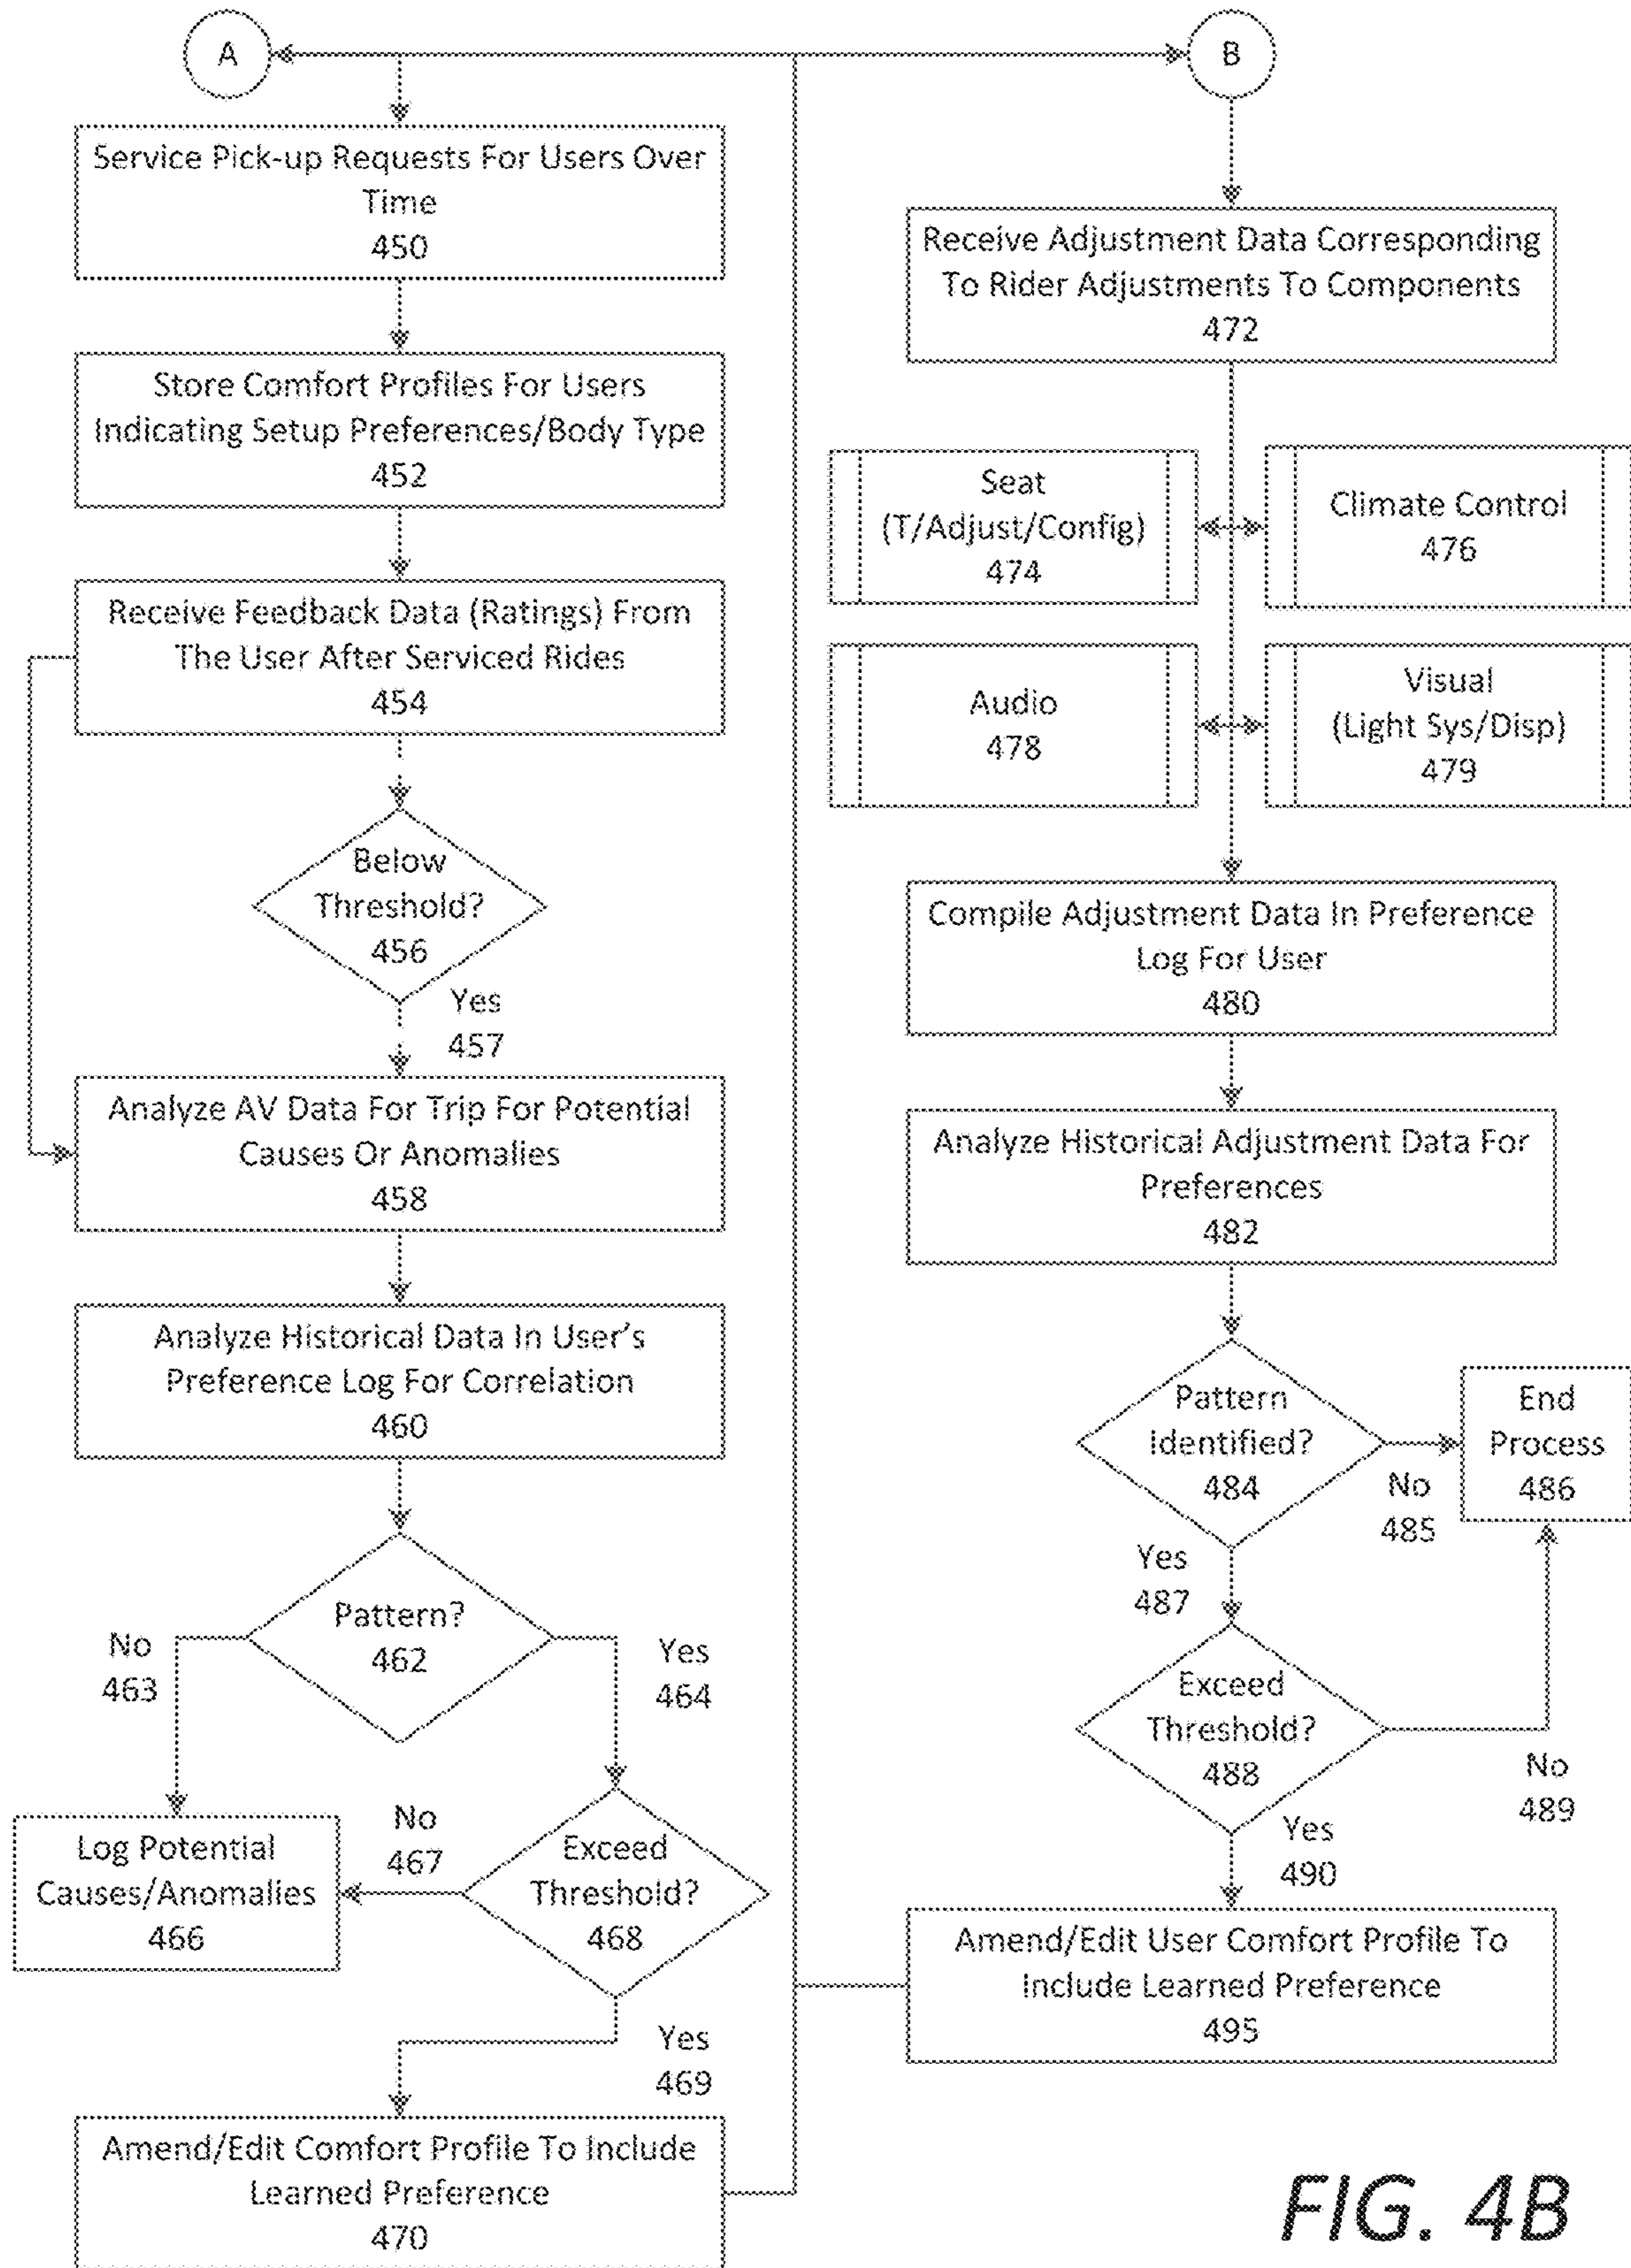 A
Service Pick-up Requests For Users Over
Time
450
Store Comfort Profiles For Users
Indicating Setup Preferences/Body Type
452
Receive Feedback Data (Ratings) From
The User After Serviced Rides
454
Below
Threshold?
456
Yes
457
Analyze AV Data For Trip For Potential
Causes Or Anomalies
458
Analyze Historical Data In User's
Preference Log For Correlation
460
Pattern?
462
No
463
Yes
464
Log Potential
Causes/Anomalies
466
No
467
Exceed
Threshold?
468
Yes
469
Amend/Edit Comfort Profile To Include
Learned Preference
470
B
Receive Adjustment Data Corresponding
To Rider Adjustments To Components
472
Seat
(T/Adjust/Config)
474
Climate Control
476
Audio
478
Visual
(Light Sys/Disp)
479
Compile Adjustment Data In Preference
Log For User
480
Analyze Historical Adjustment Data For
Preferences
482
Pattern
Identified?
484
No
485
End
Process
486
Yes
487
Exceed
Threshold?
488
No
489
Yes
490
Amend/Edit User Comfort Profile To
Include Learned Preference
495
FIG. 4B